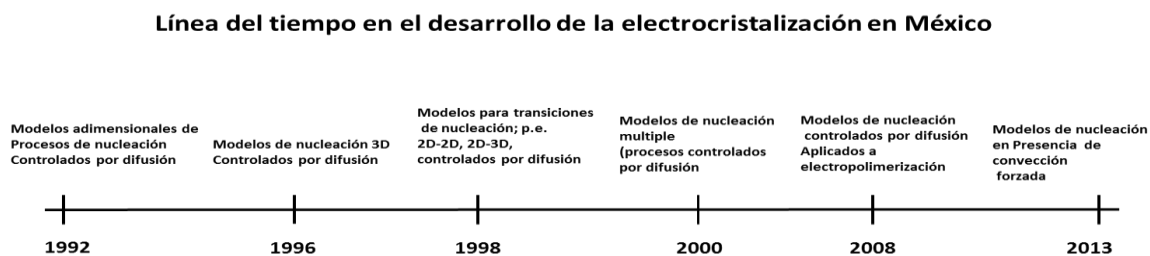 Línea del tiempo en el desarrollo de la electrocristalización en México
Modelos adimensionales de
Procesos de nucleación
Controlados por difusión
Modelos de nucleación 3D
Controlados por difusión
Modelos para transiciones
de nucleación; p.e.
2D-2D, 2D-3D,
controlados por difusión
Modelos de nucleación
multiple
(procesos controlados
por difusión
Modelos de nucleación
controlados por difusión
Aplicados a
electropolimerización
Modelos de nucleación
en Presencia de
convección
forzada
1992
1996
1998
2000
2008
2013